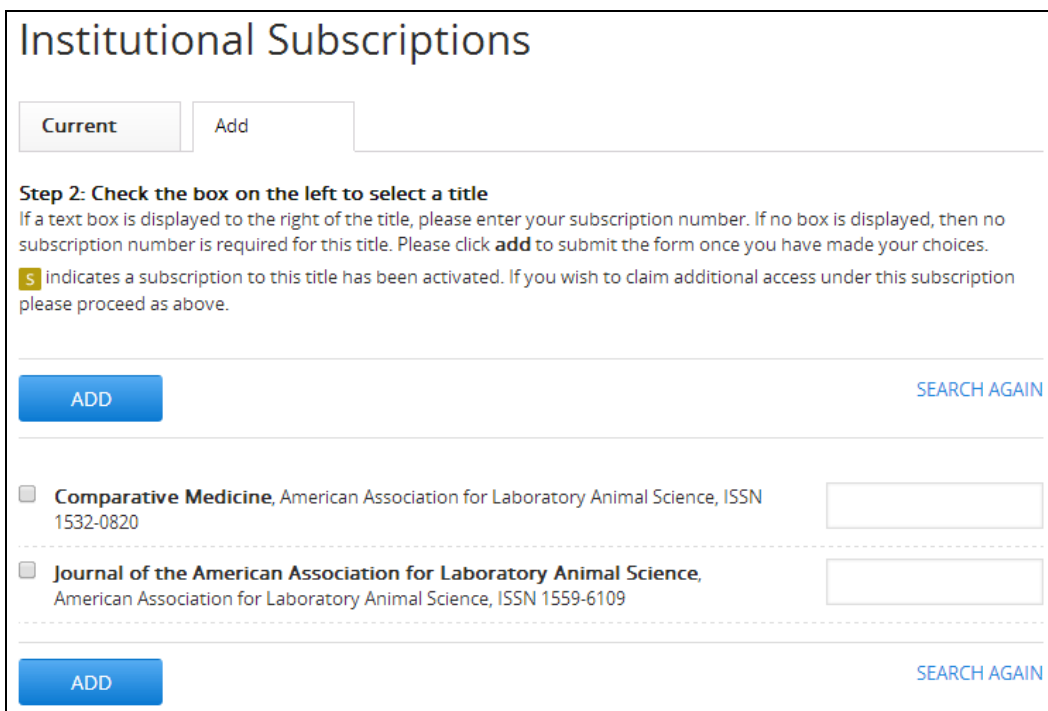 Institutional Subscriptions
Current
Add
Step 2: Check the box on the left to select a title
If a text box is displayed to the right of the title, please enter your subscription number. If no box is displayed, then no
subscription number is required for this title. Please click add to submit the form once you have made your choices.
S indicates a subscription to this title has been activated. If you wish to claim additional access under this subscription
please proceed as above.
ADD
SEARCH AGAIN
Comparative Medicine, American Association for Laboratory Animal Science, ISSN
1532-0820
Journal of the American Association for Laboratory Animal Science,
American Association for Laboratory Animal Science, ISSN 1559-6109
ADD
SEARCH AGAIN